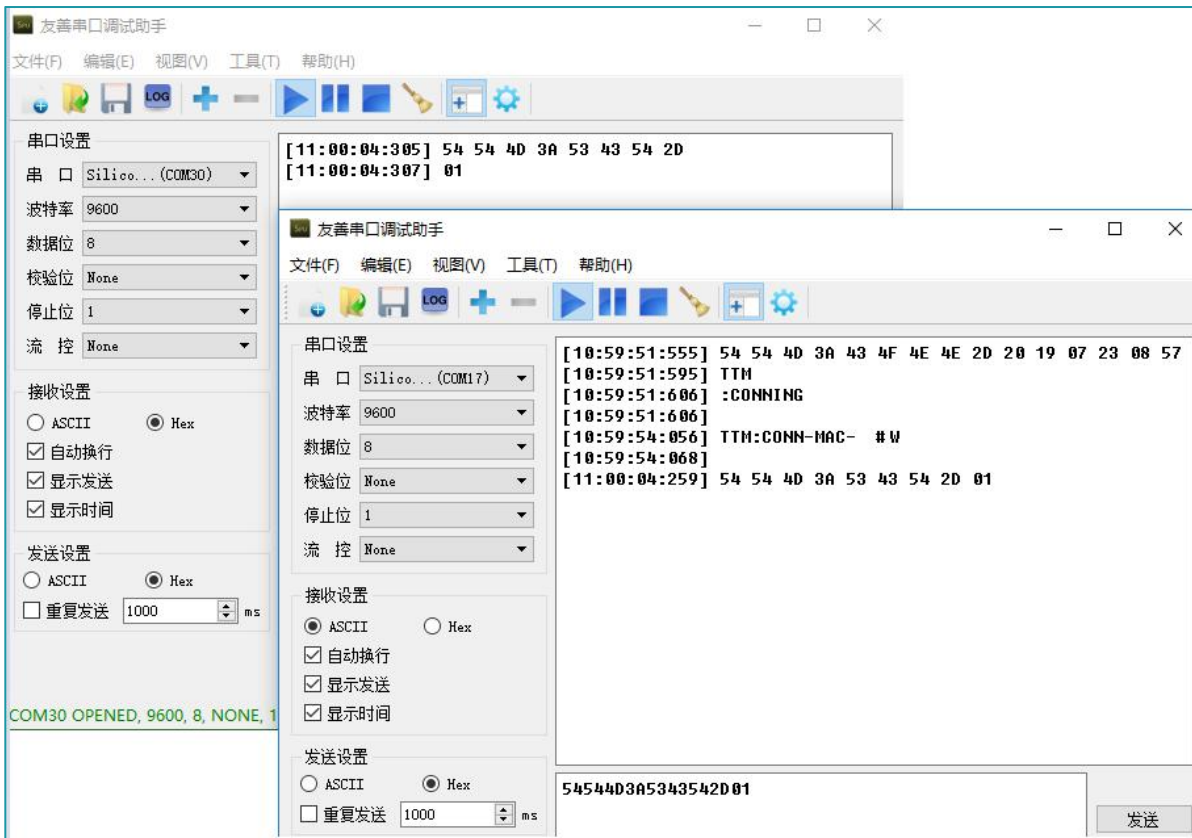 友善串口调试助手
文件(F) 编辑(E) 视图(V) 工具(T) 帮助(H)
LOG
串口设置
串 口 Silico...(COM30)
波特率 9600
数据位 8
校验位 None
停止位 1
流 控 None
接收设置
ASCII Hex
自动换行
显示发送
显示时间
发送设置
ASCII Hex
重复发送 1000 ms
COM30 OPENED, 9600, 8, NONE, 1
[11:00:04:305] 54 54 4D 3A 53 43 54 2D
[11:00:04:307] 01
友善串口调试助手
文件(F) 编辑(E) 视图(V) 工具(T) 帮助(H)
LOG
串口设置
串 口 Silico...(COM17)
波特率 9600
数据位 8
校验位 None
停止位 1
流 控 None
接收设置
ASCII Hex
自动换行
显示发送
显示时间
发送设置
ASCII Hex
重复发送 1000 ms
[10:59:51:555] 54 54 4D 3A 43 4F 4E 4E 2D 20 19 07 23 08 57
[10:59:51:595] TTM
[10:59:51:606] :CONNING
[10:59:51:606]
[10:59:54:056] TTM:CONN-MAC- #W
[10:59:54:068]
[11:00:04:259] 54 54 4D 3A 53 43 54 2D 01
54544D3A5343542D01
发送